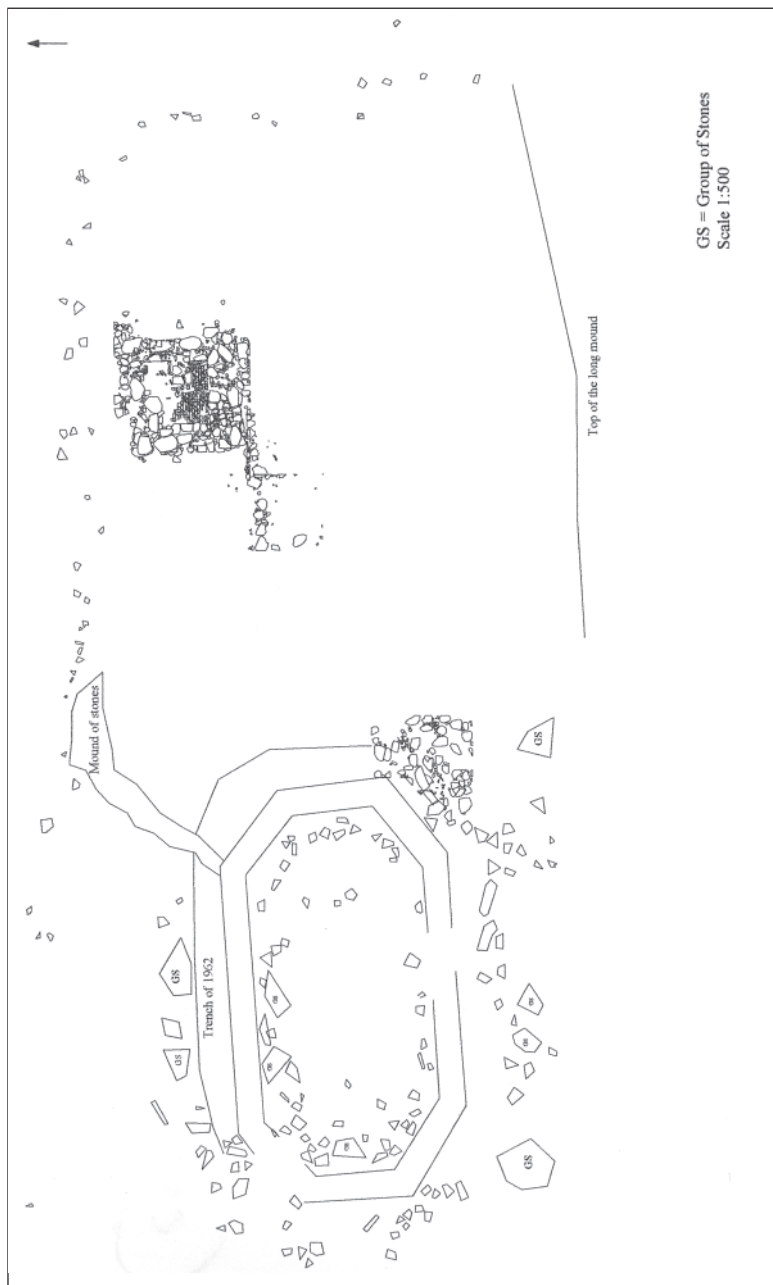 GS = Group of Stones
Scale 1:500
Top of the long mound
Mound of stones
GS
Trench of 1962
GS
GS
GS
GS
GS
GS
GS
GS